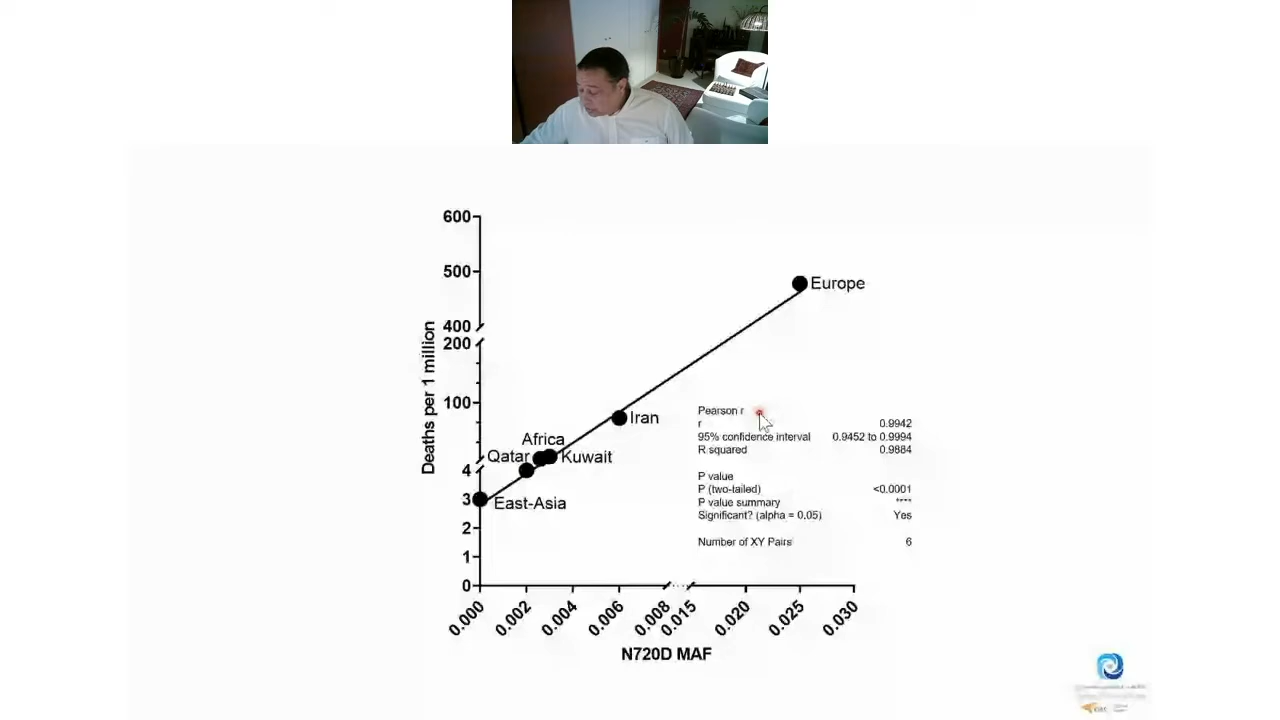 600
500
Europe
400
200
Deaths per 1 million
Pearson r
100
Iran
r 0.9942
95% confidence interval 0.9452 to 0.9994
Africa
R squared 0.9884
Qatar
Kuwait
4
P value
P (two-tailed) <0.0001
3
East-Asia
P value summary ****
Significant? (alpha = 0.05) Yes
2
Number of XY Pairs 6
1
0
0.000 0.002 0.004 0.006 0.008 0.015 0.020 0.025 0.030
N720D MAF